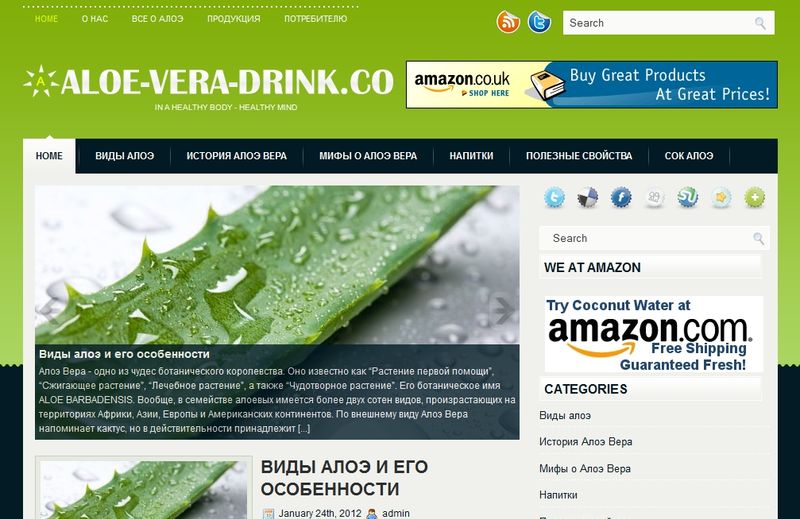 HOME О НАС ВСЕ О АЛОЭ ПРОДУКЦИЯ ПОТРЕБИТЕЛЮ
Search
A
ALOE-VERA-DRINK.CO
IN A HEALTHY BODY - HEALTHY MIND
amazon.co.uk
SHOP HERE
Buy Great Products
At Great Prices!
HOME ВИДЫ АЛОЭ ИСТОРИЯ АЛОЭ ВЕРА МИФЫ О АЛОЭ ВЕРА НАПИТКИ ПОЛЕЗНЫЕ СВОЙСТВА СОК АЛОЭ
Виды алоэ и его особенности
Алоэ Вера - одно из чудес ботанического королевства. Оно известно как “Растение первой помощи”,
“Сжигающее растение”, “Лечебное растение”, а также “Чудотворное растение”. Его ботаническое имя
ALOE BARBADENSIS. Вообще, в семействе алоевых имеется более двух сотен видов, произрастающих на
территориях Африки, Азии, Европы и Американских континентов. По внешнему виду Алоэ Вера
напоминает кактус, но в действительности принадлежит [...]
ВИДЫ АЛОЭ И ЕГО
ОСОБЕННОСТИ
January 24th, 2012 admin
Search
WE AT AMAZON
Try Coconut Water at
amazon.com.
Free Shipping
Guaranteed Fresh!
CATEGORIES
Виды алоэ
История Алоэ Вера
Мифы о Алоэ Вера
Напитки